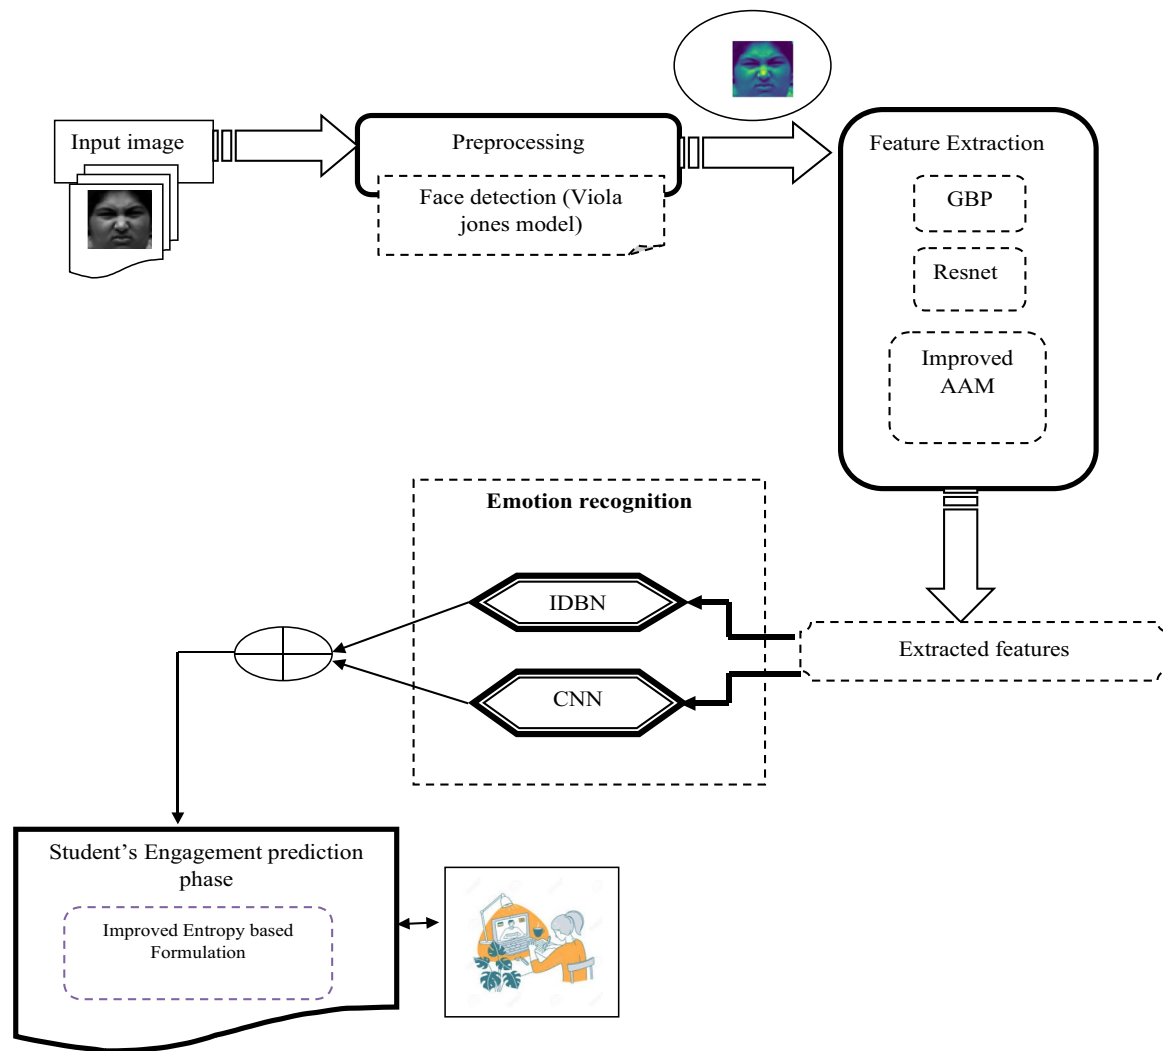 Input image
Preprocessing
Face detection (Viola
jones model)
Feature Extraction
GBP
Resnet
Improved
AAM
Emotion recognition
IDBN
CNN
Extracted features
Student’s Engagement prediction
phase
Improved Entropy based
Formulation